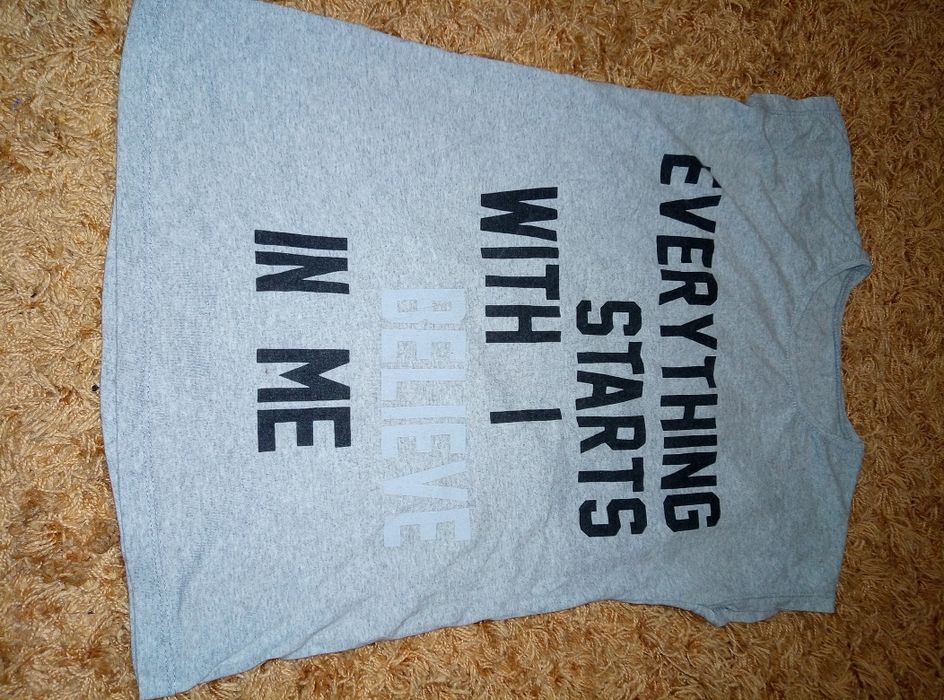 EVERYTHING
STARTS
WITH I
BELIEVE
IN ME